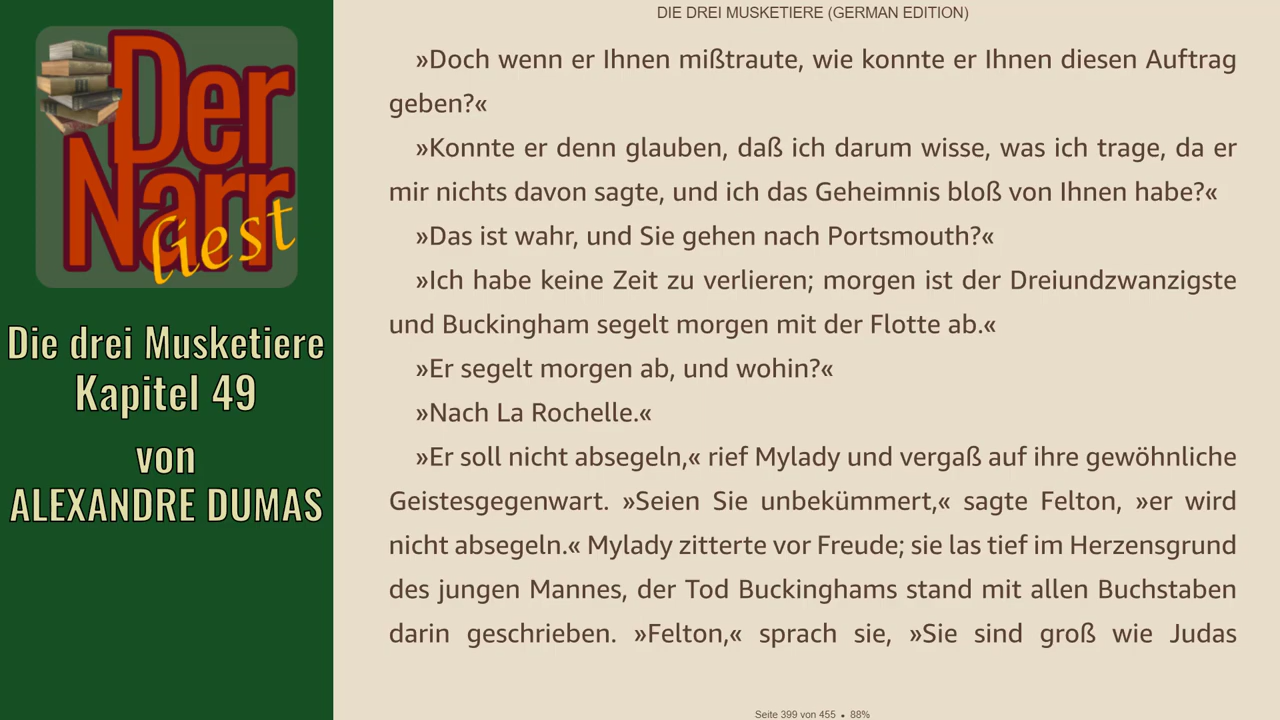 Der
Narr
liest
Die drei Musketiere
Kapitel 49
von
ALEXANDRE DUMAS
DIE DREI MUSKETIERE (GERMAN EDITION)
»Doch wenn er Ihnen mißtraute, wie konnte er Ihnen diesen Auftrag
geben?«
»Konnte er denn glauben, daß ich darum wisse, was ich trage, da er
mir nichts davon sagte, und ich das Geheimnis bloß von Ihnen habe?«
»Das ist wahr, und Sie gehen nach Portsmouth?«
»Ich habe keine Zeit zu verlieren; morgen ist der Dreiundzwanzigste
und Buckingham segelt morgen mit der Flotte ab.«
»Er segelt morgen ab, und wohin?«
»Nach La Rochelle.«
»Er soll nicht absegeln,« rief Mylady und vergaß auf ihre gewöhnliche
Geistesgegenwart. »Seien Sie unbekümmert,« sagte Felton, »er wird
nicht absegeln.« Mylady zitterte vor Freude; sie las tief im Herzensgrund
des jungen Mannes, der Tod Buckinghams stand mit allen Buchstaben
darin geschrieben. »Felton,« sprach sie, »Sie sind groß wie Judas
Seite 399 von 455 • 88%